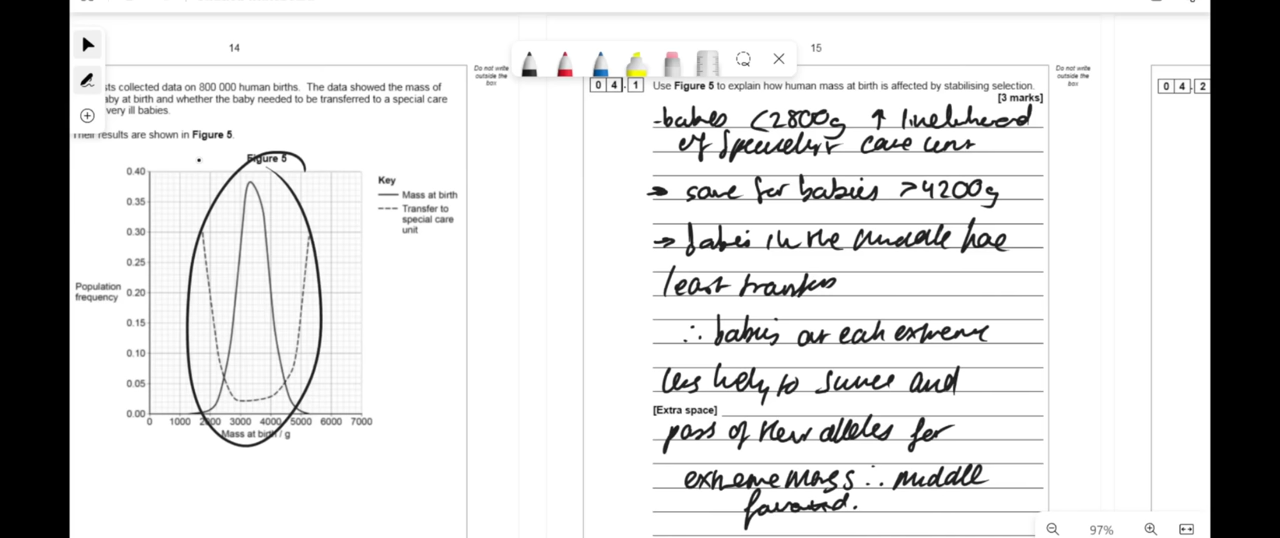 14
Do not write
outside the
box
ts collected data on 800 000 human births. The data showed the mass of
aby at birth and whether the baby needed to be transferred to a special care
very ill babies.
Their results are shown in Figure 5.
Figure 5
Key
Mass at birth
Transfer to
special care
unit
0.40
0.35
0.30
0.25
Population
frequency
0.20
0.15
0.10
0.05
0.00
0 1000 2000 3000 4000 5000 6000 7000
Mass at birth / g
15
Do not write
outside the
box
0 4 . 1 Use Figure 5 to explain how human mass at birth is affected by stabilising selection.
[3 marks]
-babies <2800g ↑ likelihood
of specialist care unit
→ same for babies >4200g
→ babies in the middle have
least transfers
∴ babies at each extreme
less likely to survive and
[Extra space]
pass on their alleles for
extreme mass ∴ middle
favoured.
0 4 . 2
97%